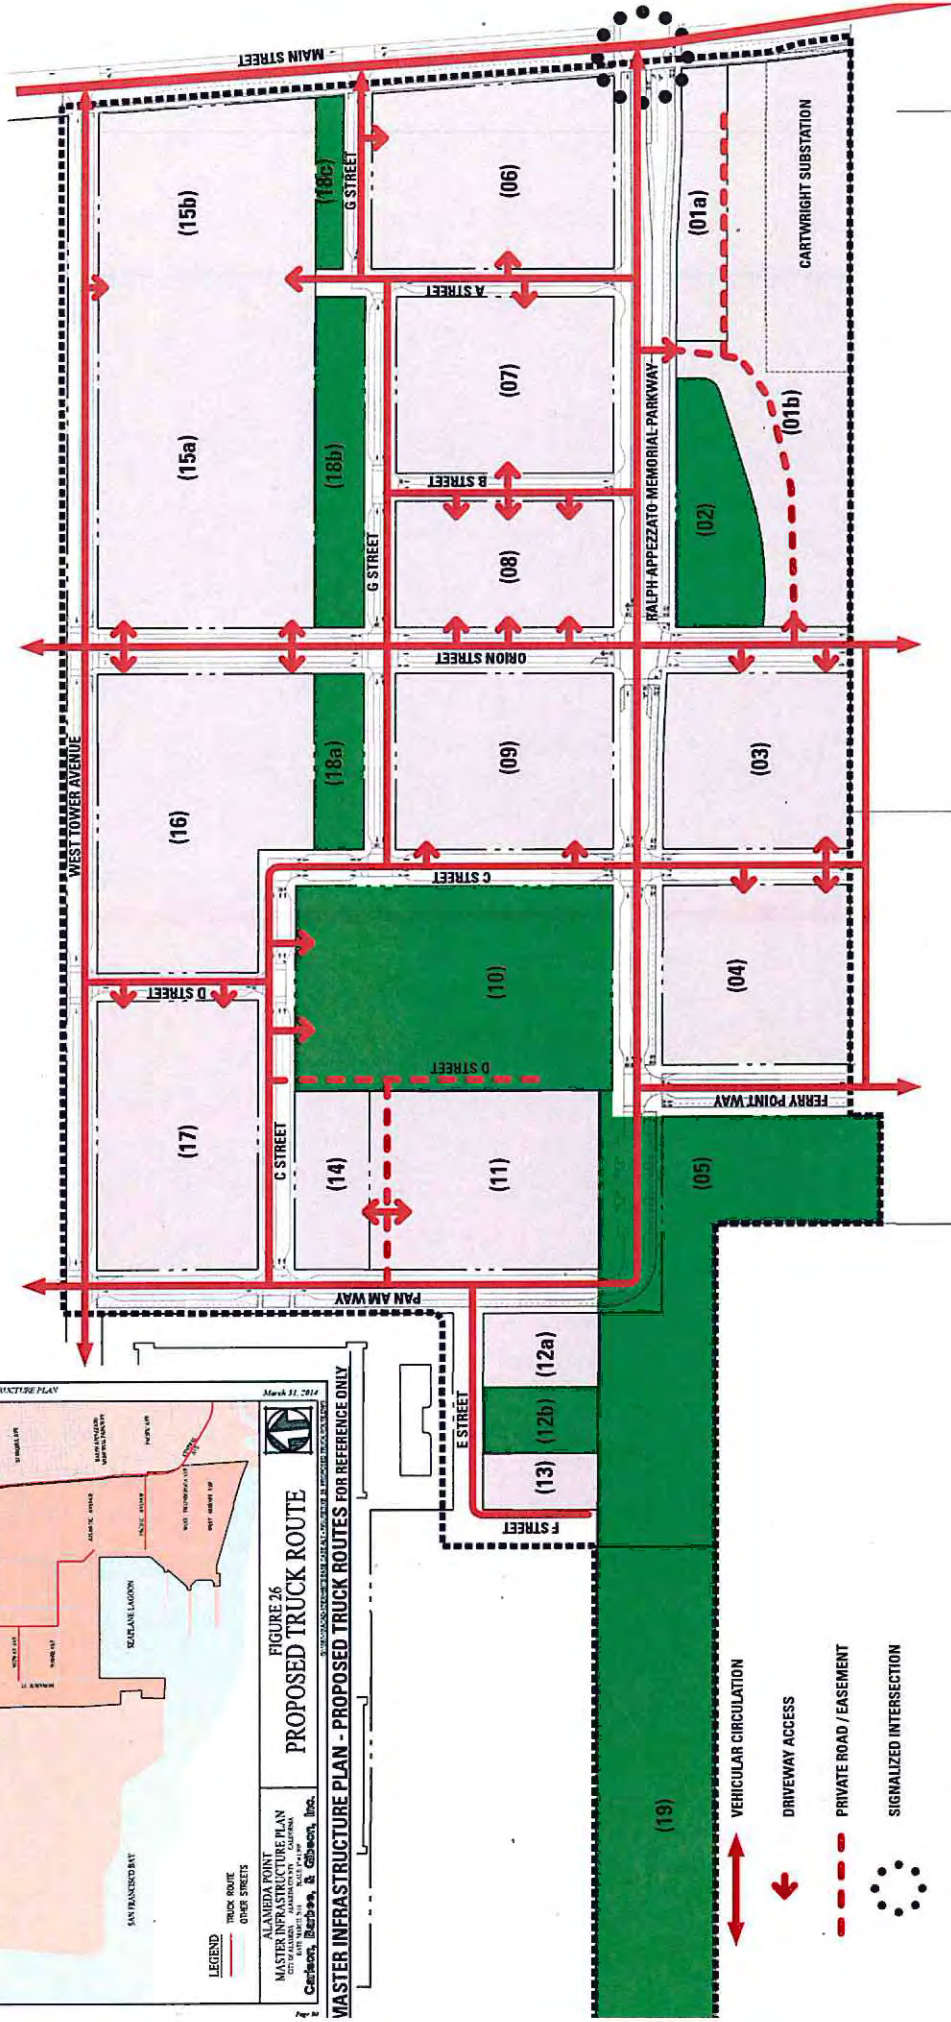 MAIN STREET
WEST TOWER AVENUE
(15b)
(18c)
G STREET
(06)
(01a)
CARTWRIGHT SUBSTATION
A STREET
(15a)
(18b)
(07)
RALPH APPEZZATO MEMORIAL PARKWAY
(01b)
B STREET
(02)
G STREET
(08)
ORION STREET
(16)
(18a)
(09)
(03)
C STREET
D STREET
(10)
(04)
D STREET
FERRY POINT WAY
(17)
C STREET
(14)
(11)
(05)
PAN AM WAY
E STREET
(12a)
(12b)
(13)
F STREET
(19)
March 31, 2014
SEAPLANE LAGOON
SAN FRANCISCO BAY
LEGEND
TRUCK ROUTE
OTHER STREETS
ALAMEDA POINT
MASTER INFRASTRUCTURE PLAN
Carlson, Barbee, & Gibson, Inc.
FIGURE 26
PROPOSED TRUCK ROUTE
MASTER INFRASTRUCTURE PLAN - PROPOSED TRUCK ROUTES FOR REFERENCE ONLY
VEHICULAR CIRCULATION
DRIVEWAY ACCESS
PRIVATE ROAD / EASEMENT
SIGNALIZED INTERSECTION